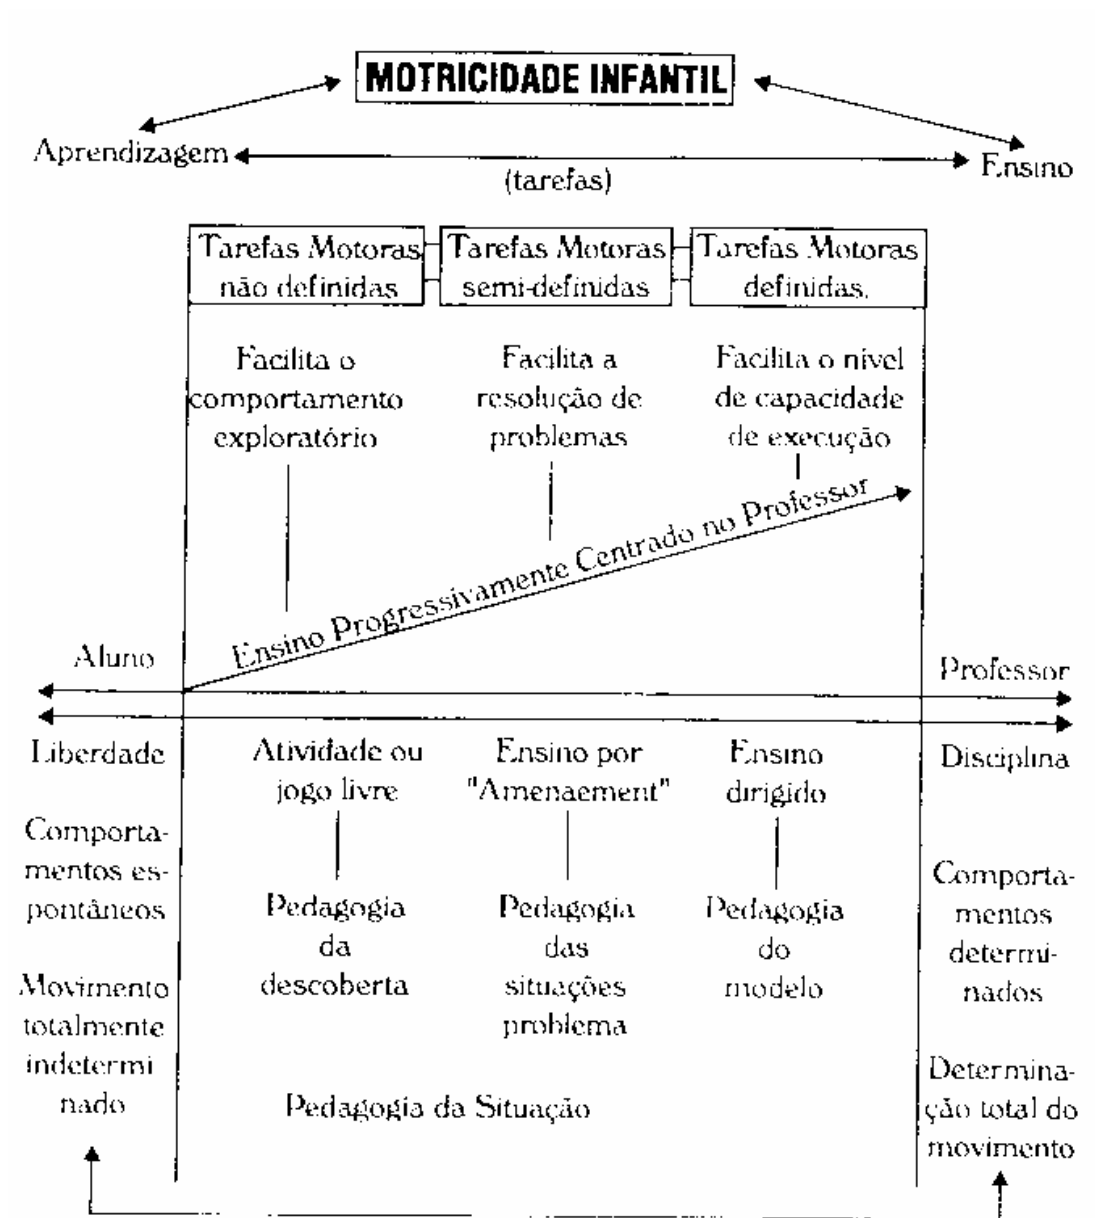 MOTRICIDADE INFANTIL
Aprendizagem
Ensino
(tarefas)
Tarefas Motoras
não definidas
Tarefas Motoras
semi-definidas
Tarefas Motoras
definidas.
Facilita o
comportamento
exploratório
Facilita a
resolução de
problemas
Facilita o nível
de capacidade
de execução
Ensino Progressivamente Centrado no Professor
Aluno
Professor
Liberdade
Disciplina
Atividade ou
jogo livre
Ensino por
"Amenaement"
Ensino
dirigido
Comporta-
mentos es-
pontâneos
Pedagogia
da
descoberta
Pedagogia
das
situações
problema
Pedagogia
do
modelo
Comporta-
mentos
determi-
nados
Movimento
totalmente
indetermi
nado
Pedagogia da Situação
Determina-
ção total do
movimento